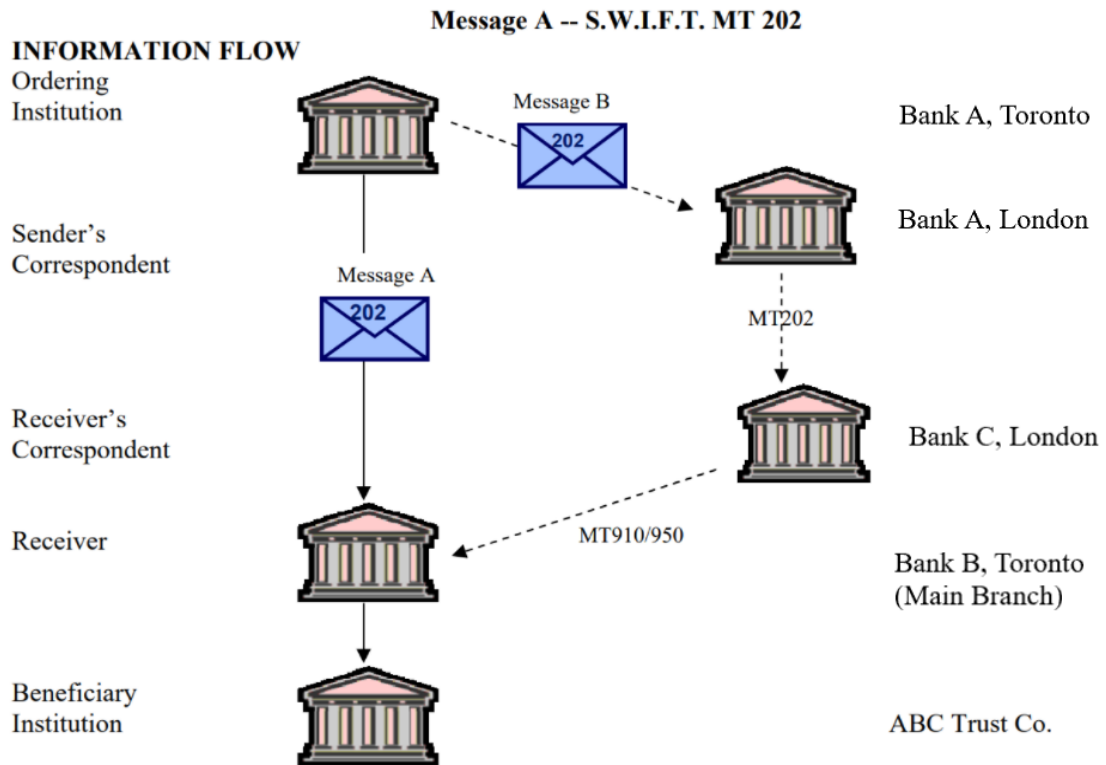 Message A -- S.W.I.F.T. MT 202
INFORMATION FLOW
Ordering
Institution
Message B
202
Bank A, Toronto
Bank A, London
Sender's
Correspondent
Message A
202
MT202
Receiver's
Correspondent
Bank C, London
Receiver
MT910/950
Bank B, Toronto
(Main Branch)
Beneficiary
Institution
ABC Trust Co.